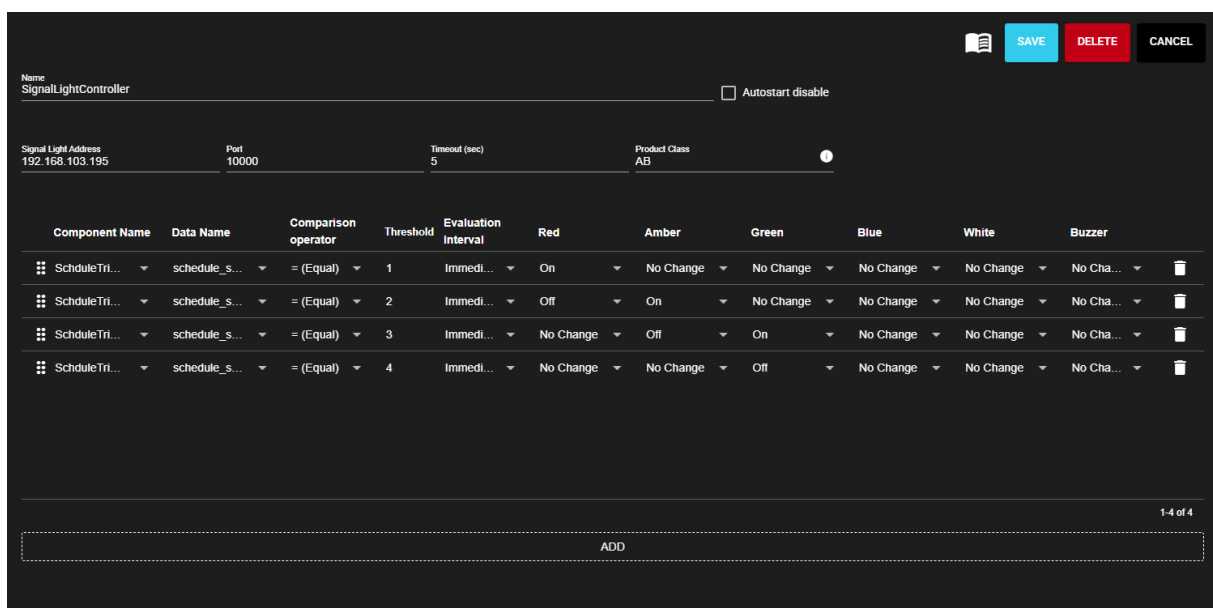 SAVE DELETE CANCEL
Name
SignalLightController
Autostart disable
Signal Light Address Port Timeout (sec) Product Class
192.168.103.195 10000 5 AB
Component Name Data Name Comparison operator Threshold Evaluation Interval Red Amber Green Blue White Buzzer
SchduleTri... schedule_s... = (Equal) 1 Immedi... On No Change No Change No Change No Change No Cha...
SchduleTri... schedule_s... = (Equal) 2 Immedi... Off On No Change No Change No Change No Cha...
SchduleTri... schedule_s... = (Equal) 3 Immedi... No Change Off On No Change No Change No Cha...
SchduleTri... schedule_s... = (Equal) 4 Immedi... No Change No Change Off No Change No Change No Cha...
1-4 of 4
ADD